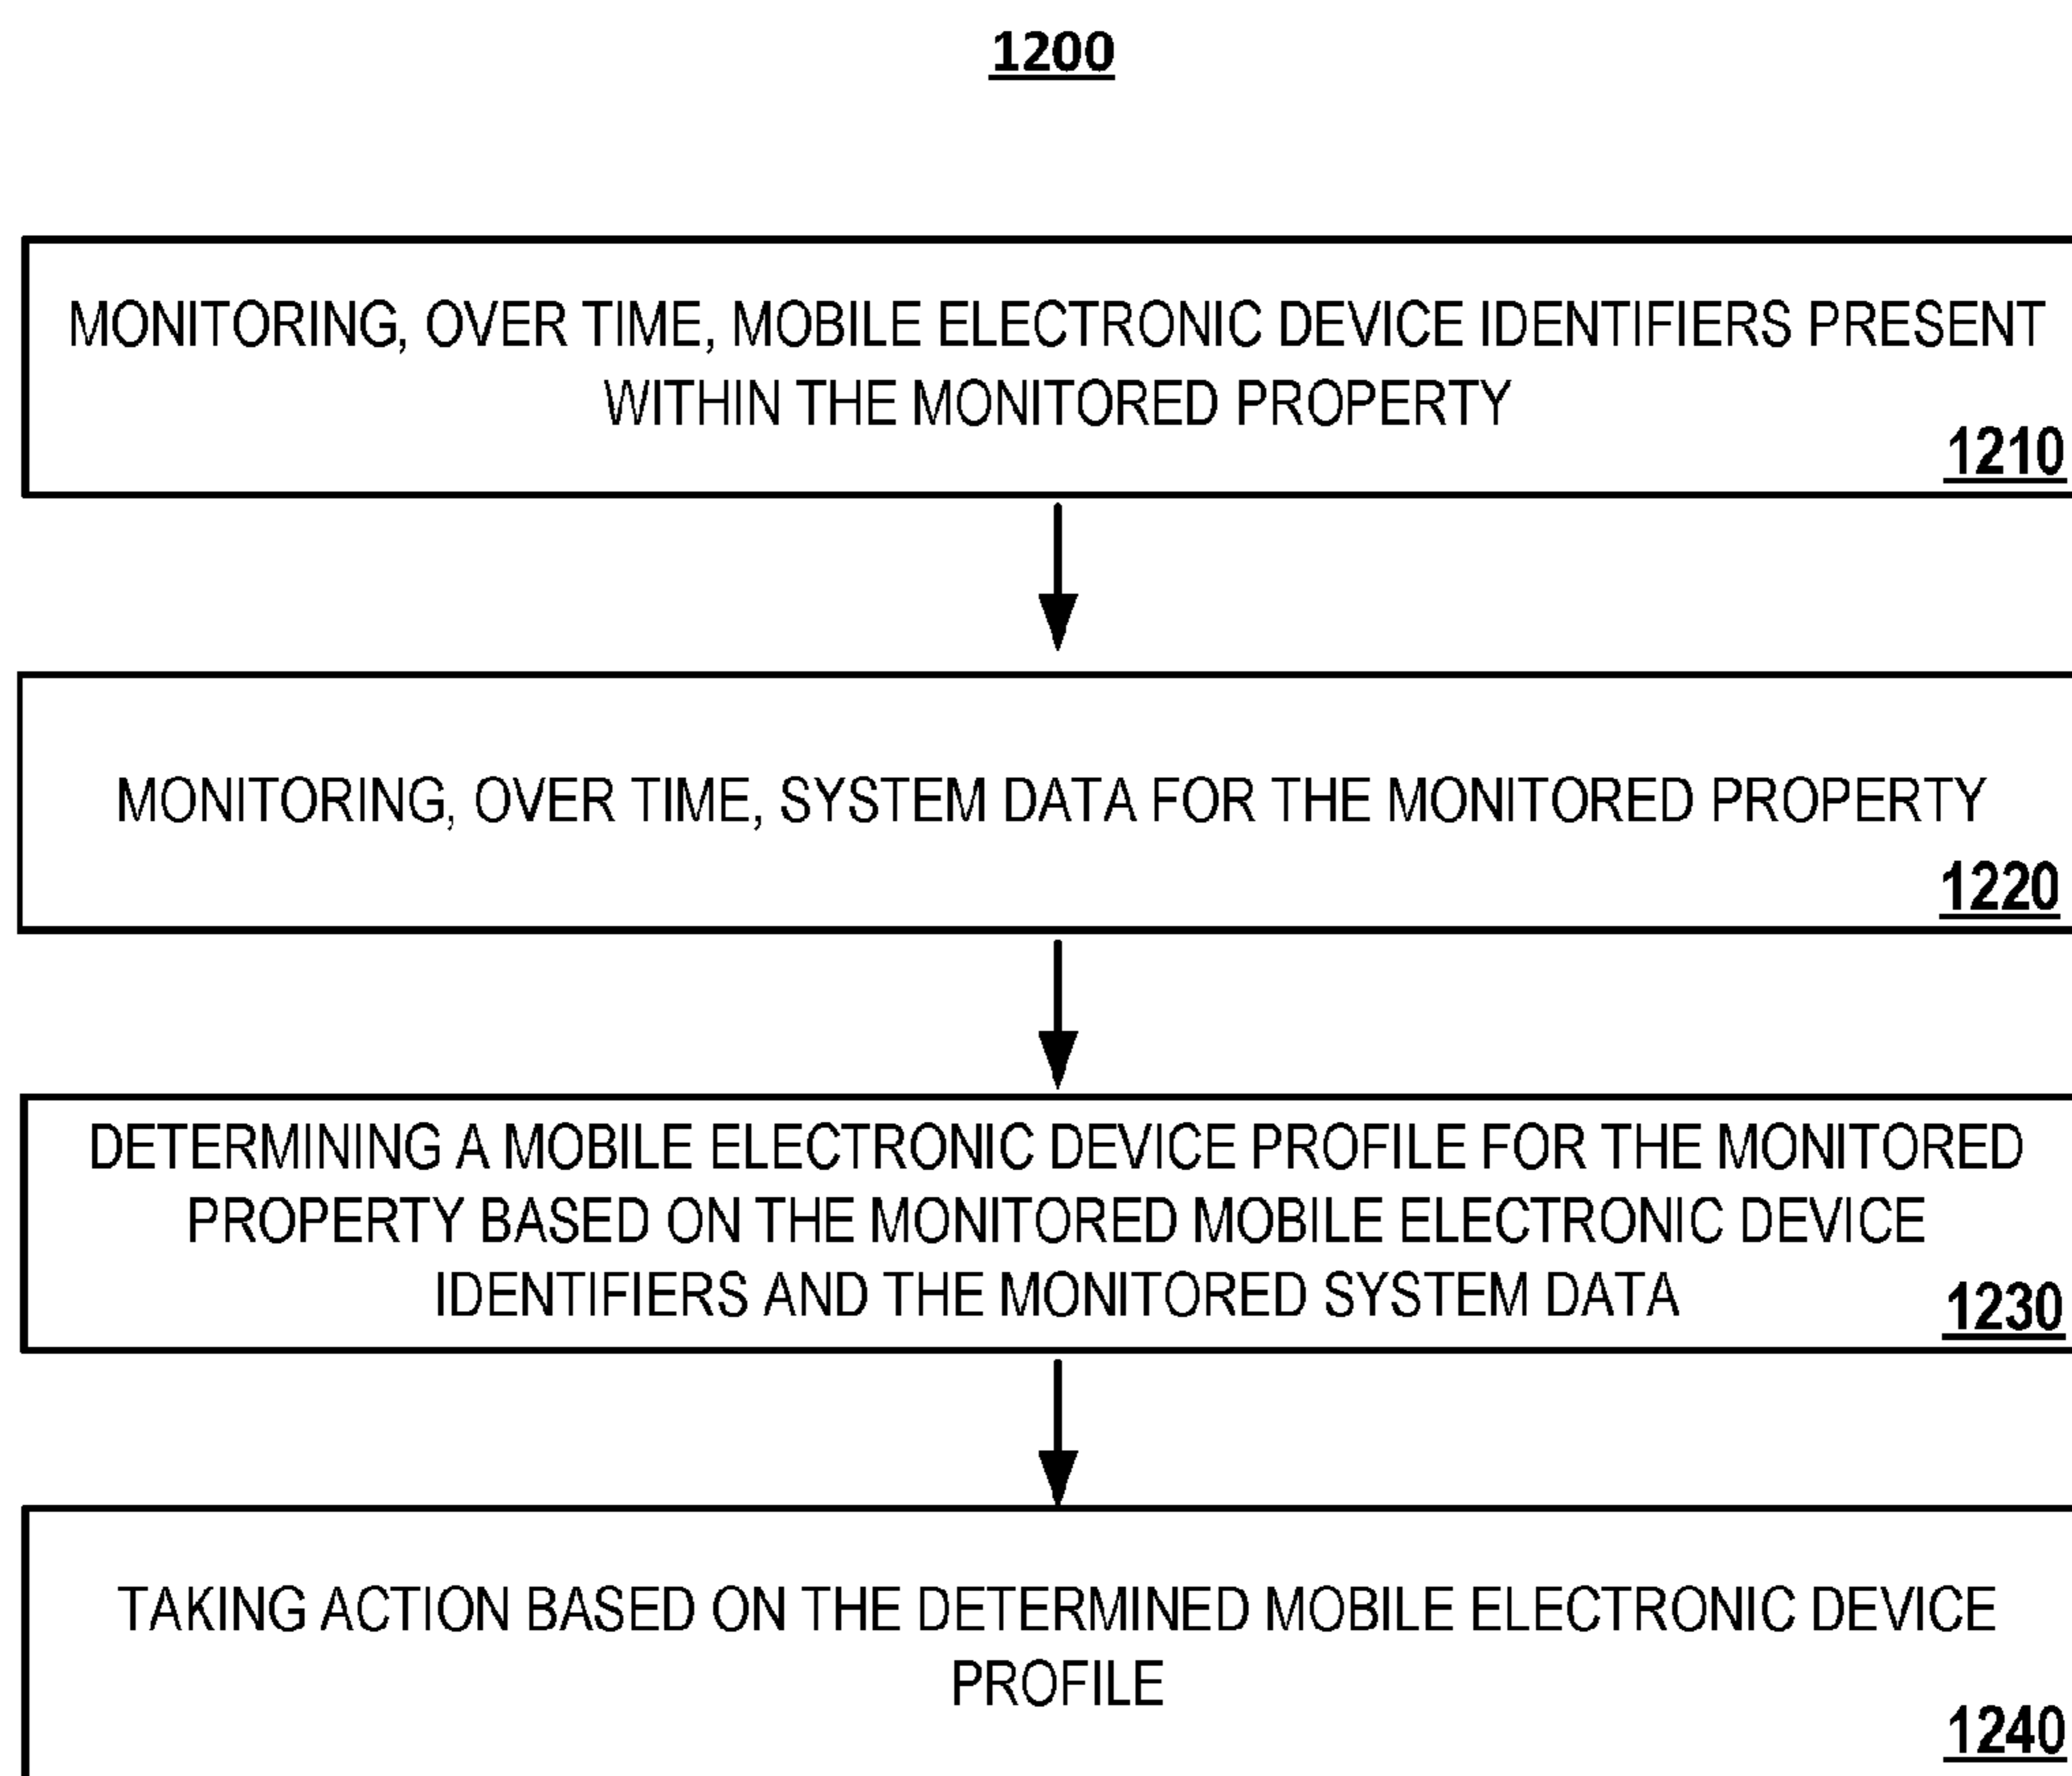 1200
MONITORING, OVER TIME, MOBILE ELECTRONIC DEVICE IDENTIFIERS PRESENT
WITHIN THE MONITORED PROPERTY
1210
MONITORING, OVER TIME, SYSTEM DATA FOR THE MONITORED PROPERTY
1220
DETERMINING A MOBILE ELECTRONIC DEVICE PROFILE FOR THE MONITORED
PROPERTY BASED ON THE MONITORED MOBILE ELECTRONIC DEVICE
IDENTIFIERS AND THE MONITORED SYSTEM DATA
1230
TAKING ACTION BASED ON THE DETERMINED MOBILE ELECTRONIC DEVICE
PROFILE
1240